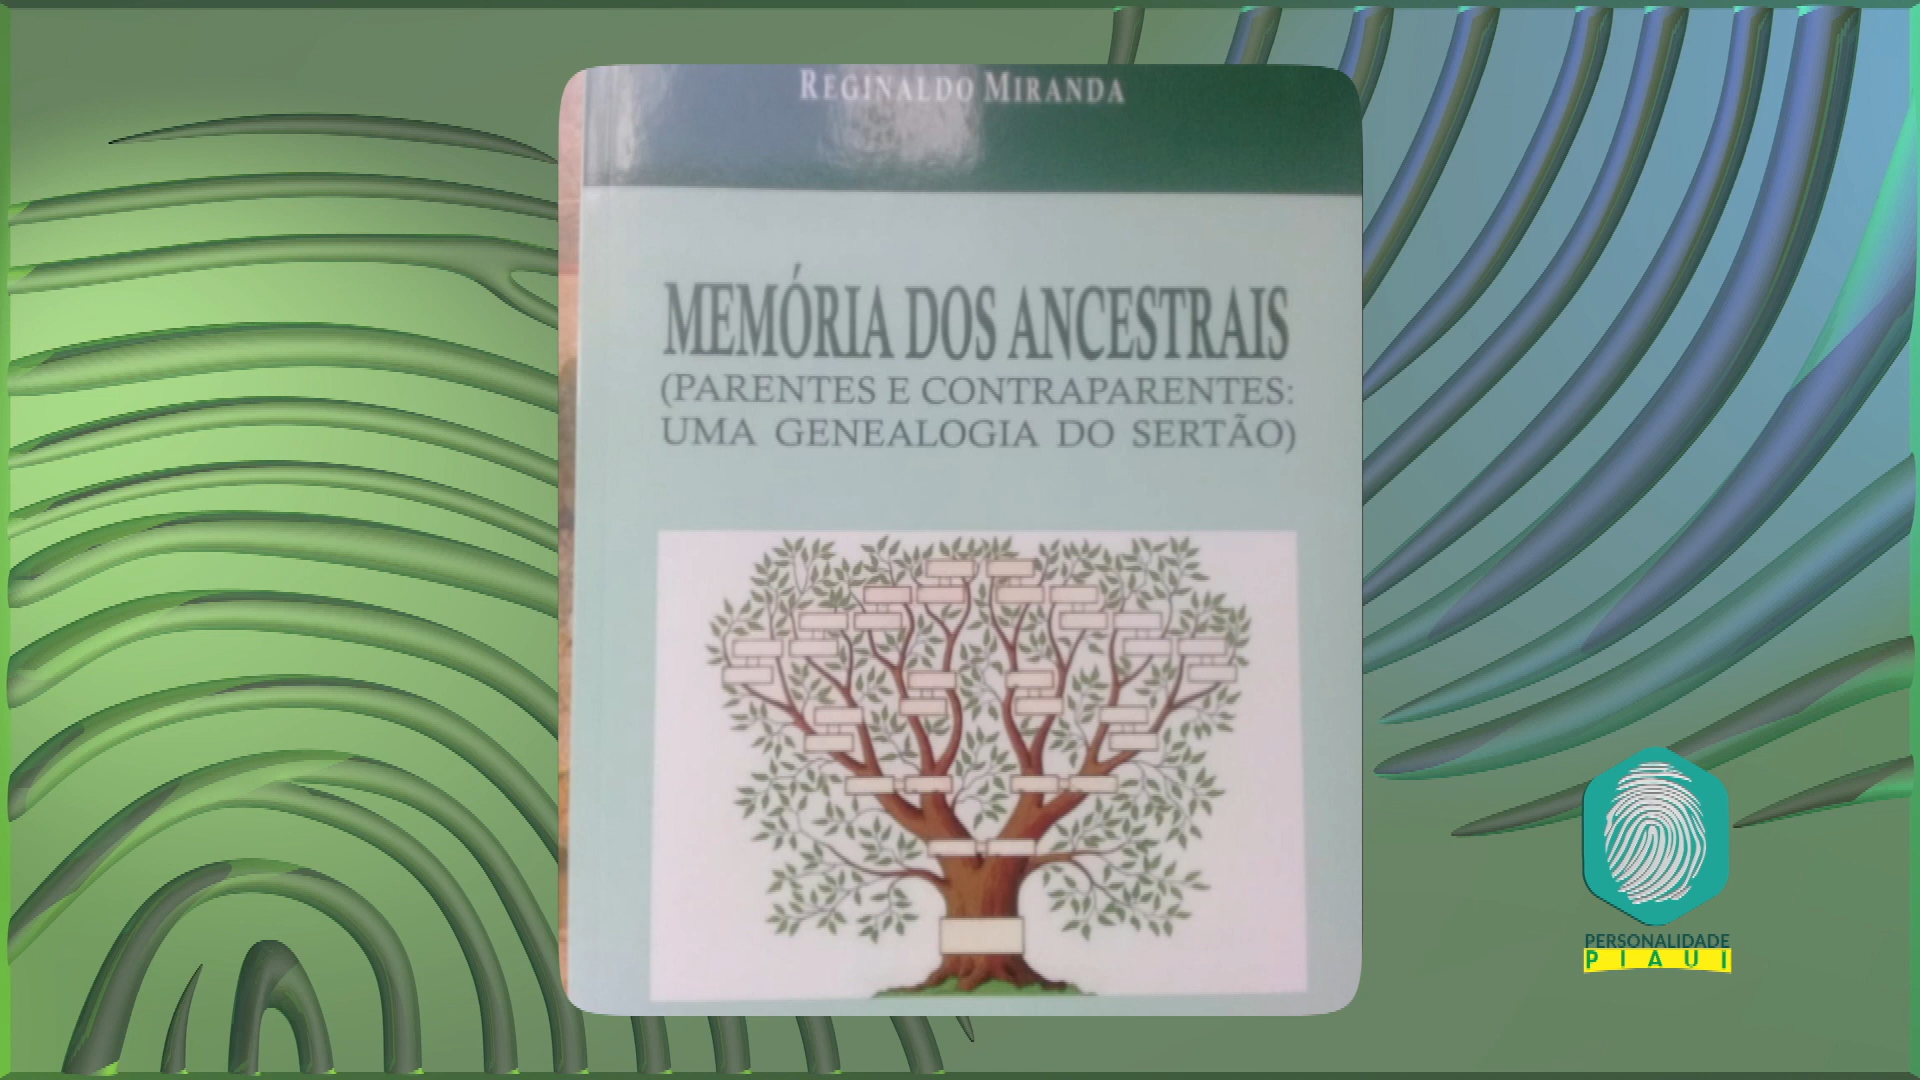 REGINALDO MIRANDA
MEMÓRIA DOS ANCESTRAIS
(PARENTES E CONTRAPARENTES:
UMA GENEALOGIA DO SERTÃO)
PERSONALIDADE
PIAUI